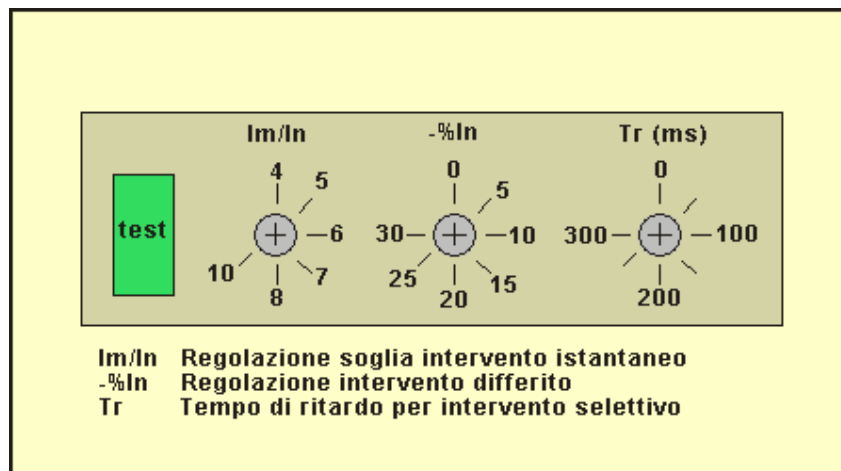 Im/In -%In Tr (ms)
4 5 6 7 8 10
0 5 10 15 20 25 30
0 100 200 300
test
Im/In Regolazione soglia intervento istantaneo
-%In Regolazione intervento differito
Tr Tempo di ritardo per intervento selettivo